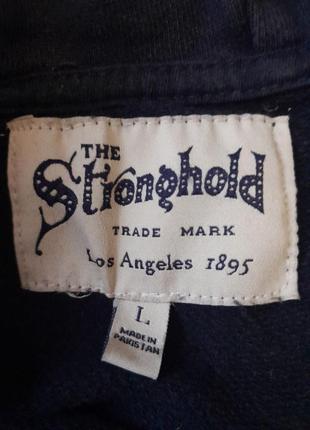 THE
Stronghold
TRADE MARK
Los Angeles 1895
L
MADE IN
PAKISTAN